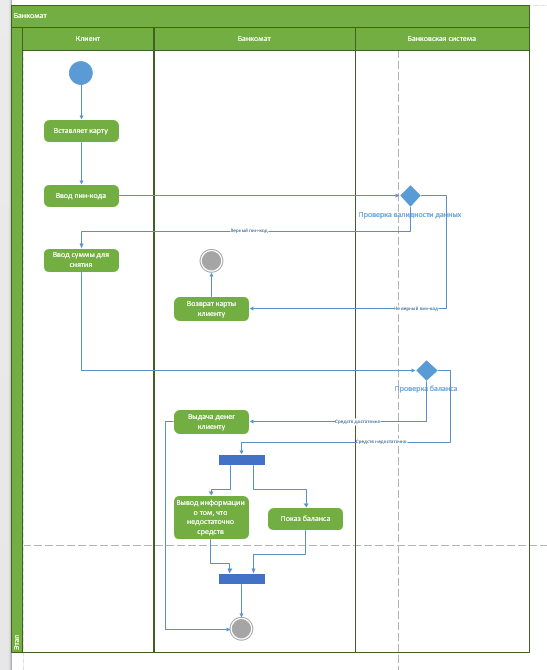 Банкомат
Клиент
Банкомат
Банковская система
Вставляет карту
Ввод пин-кода
Проверка валидности данных
Верный пин-код
Ввод суммы для
снятия
Возврат карты
клиенту
Не верный пин-код
Проверка баланса
Выдача денег
клиенту
Средств достаточно
Средств недостаточно
Вывод информации
о том, что
недостаточно
средств
Показ баланса
Этап